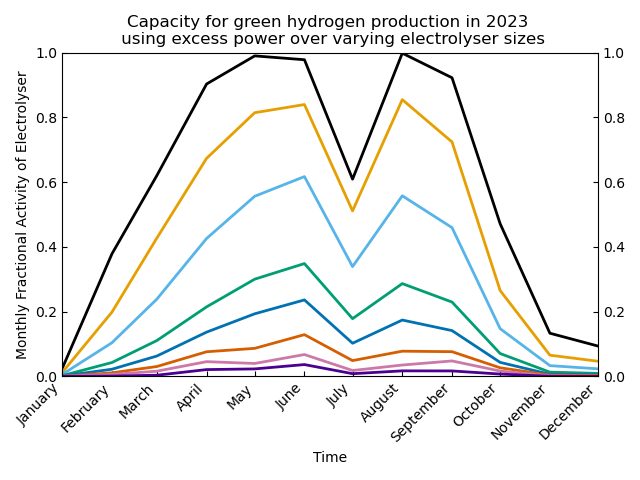 Capacity for green hydrogen production in 2023
using excess power over varying electrolyser sizes
Monthly Fractional Activity of Electrolyser
1.0
0.8
0.6
0.4
0.2
0.0
1.0
0.8
0.6
0.4
0.2
0.0
January
February
March
April
May
June
July
August
September
October
November
December
Time